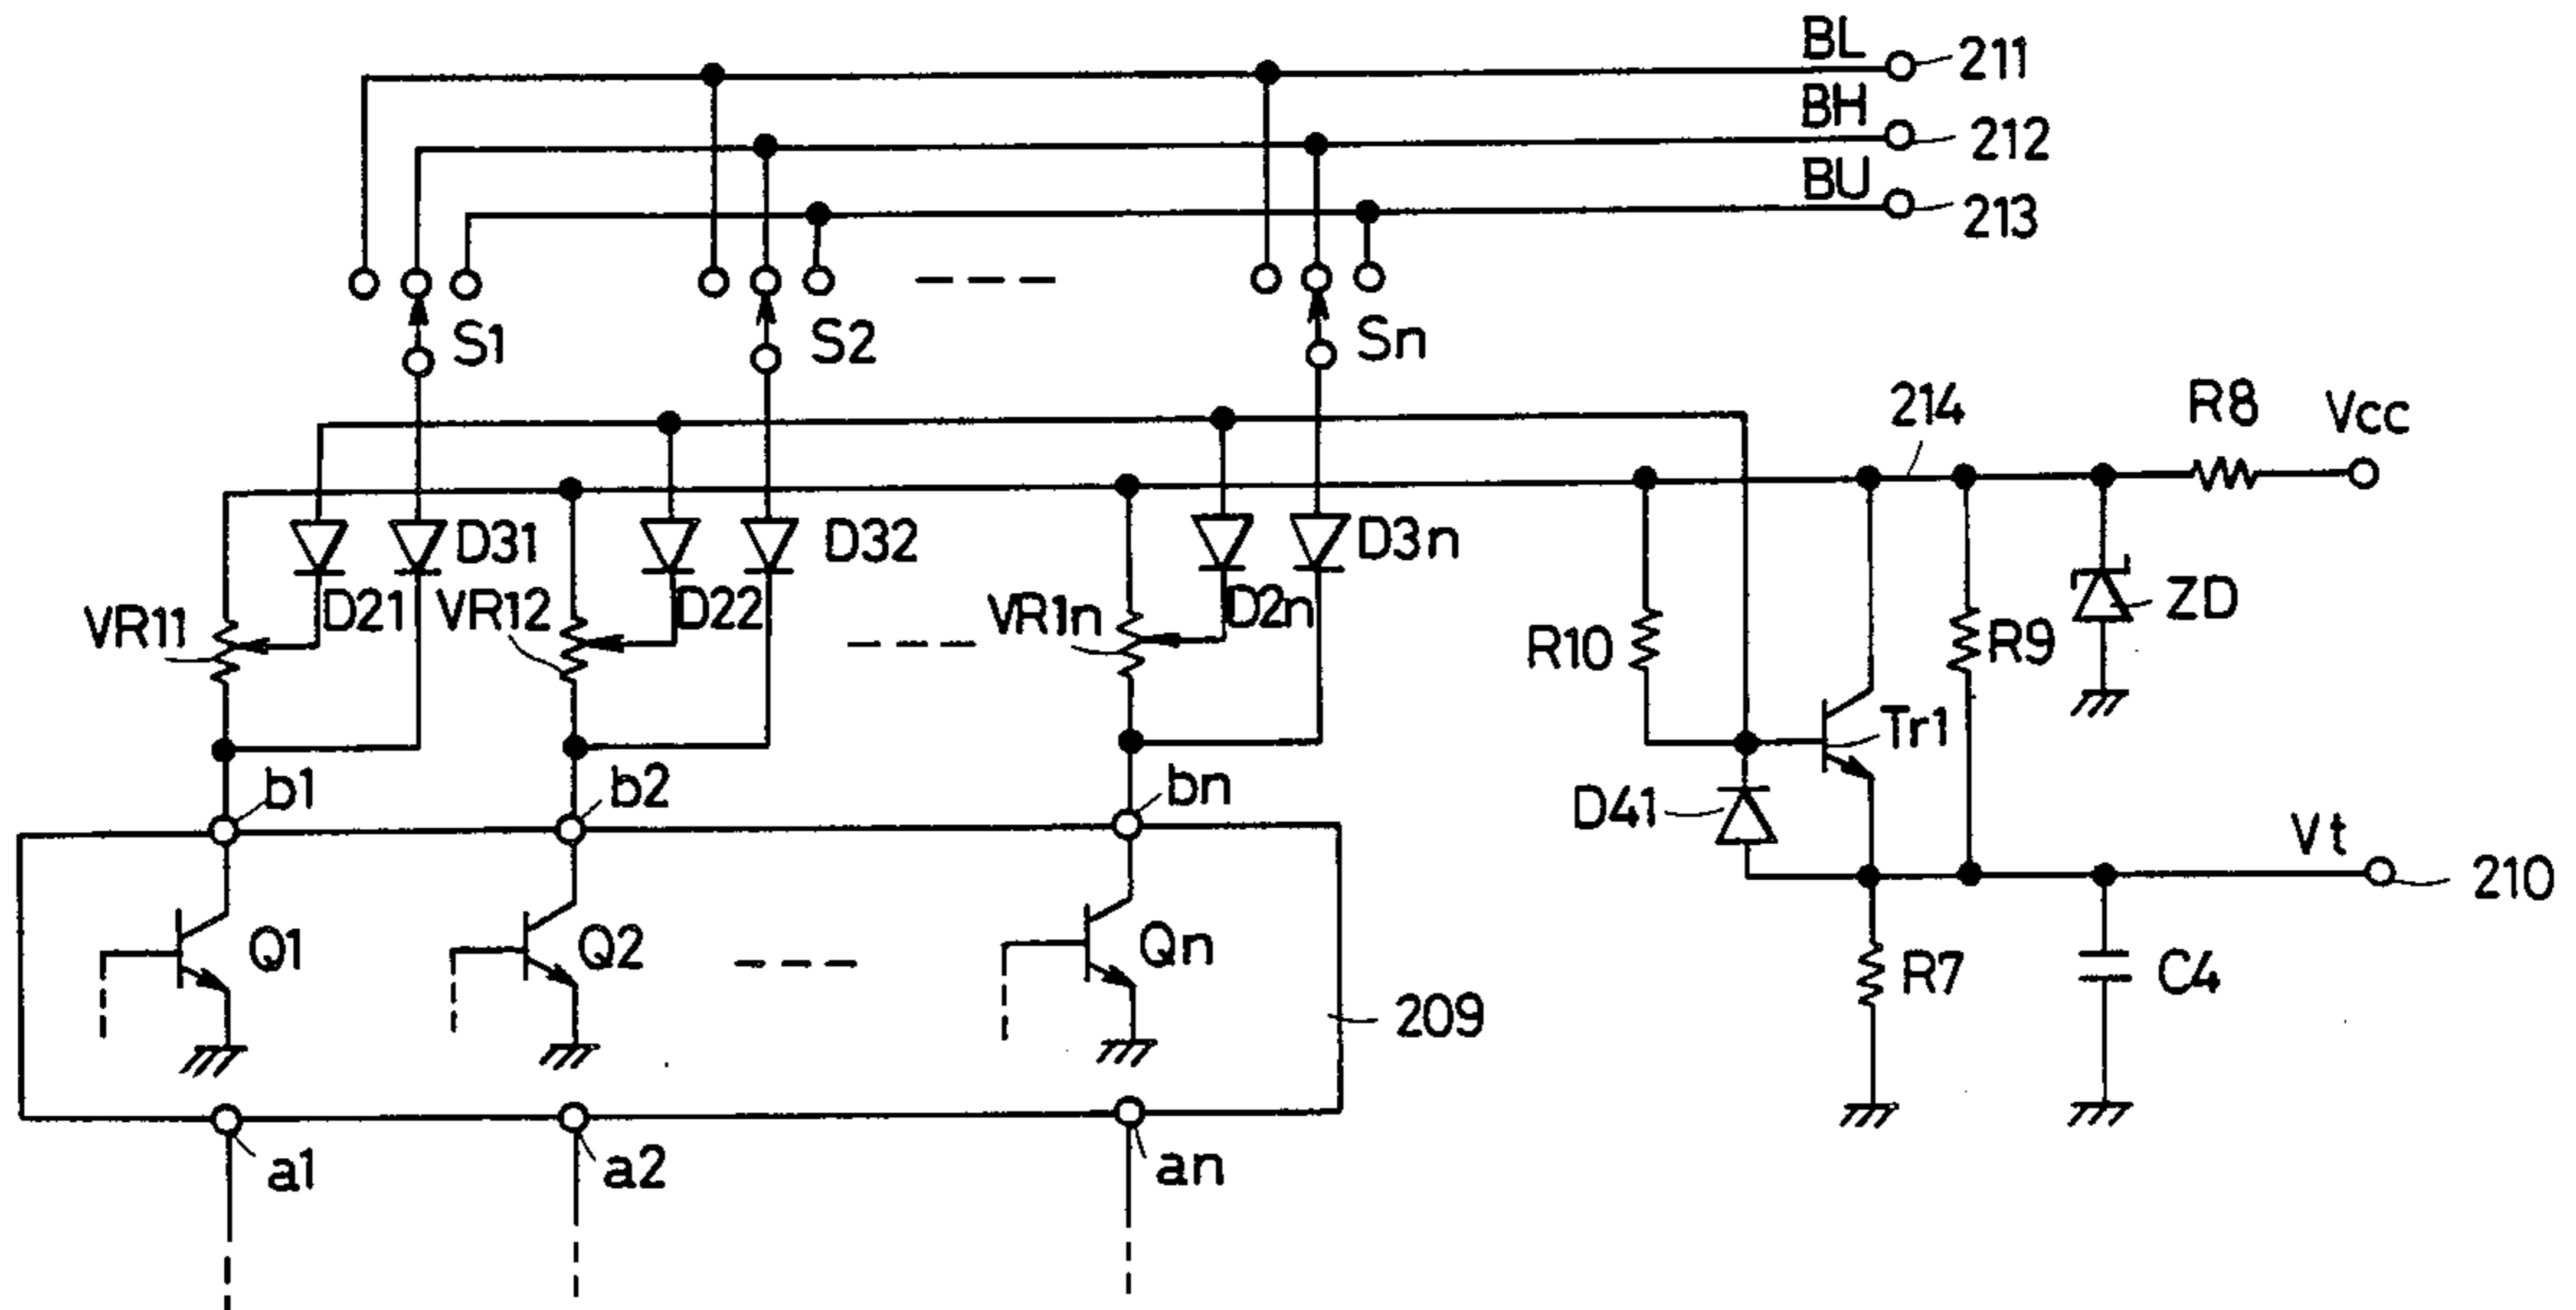 BL
211
BH
212
BU
213
S1
S2
Sn
214
R8
Vcc
D31
D32
D3n
VR11
D21
VR12
D22
VR1n
D2n
R10
R9
ZD
Tr1
b1
b2
bn
D41
Vt
210
Q1
Q2
Qn
R7
C4
209
a1
a2
an